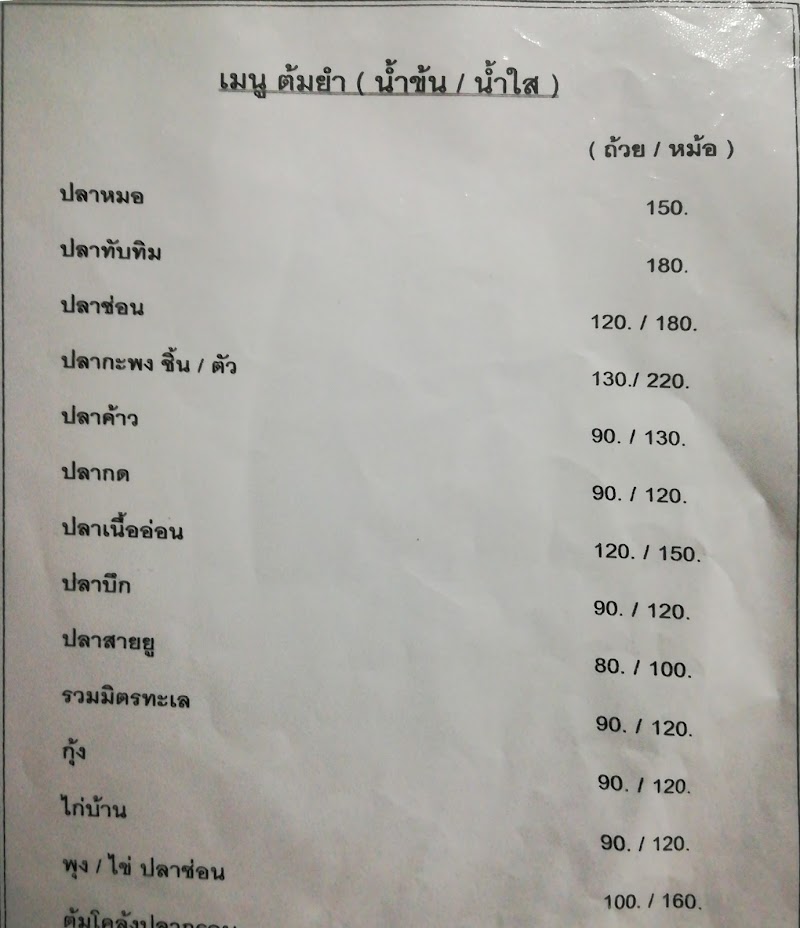 เมนู ต้มยำ ( น้ำข้น / น้ำใส )
( ถ้วย / หม้อ )
ปลาหมอ 150.
ปลาทับทิม 180.
ปลาช่อน 120. / 180.
ปลากะพง ชิ้น / ตัว 130./ 220.
ปลาค้าว 90. / 130.
ปลากด 90. / 120.
ปลาเนื้ออ่อน 120. / 150.
ปลาบึก 90. / 120.
ปลาสายยู 80. / 100.
รวมมิตรทะเล 90. / 120.
กุ้ง 90. / 120.
ไก่บ้าน 90. / 120.
พุง / ไข่ ปลาช่อน 100. / 160.